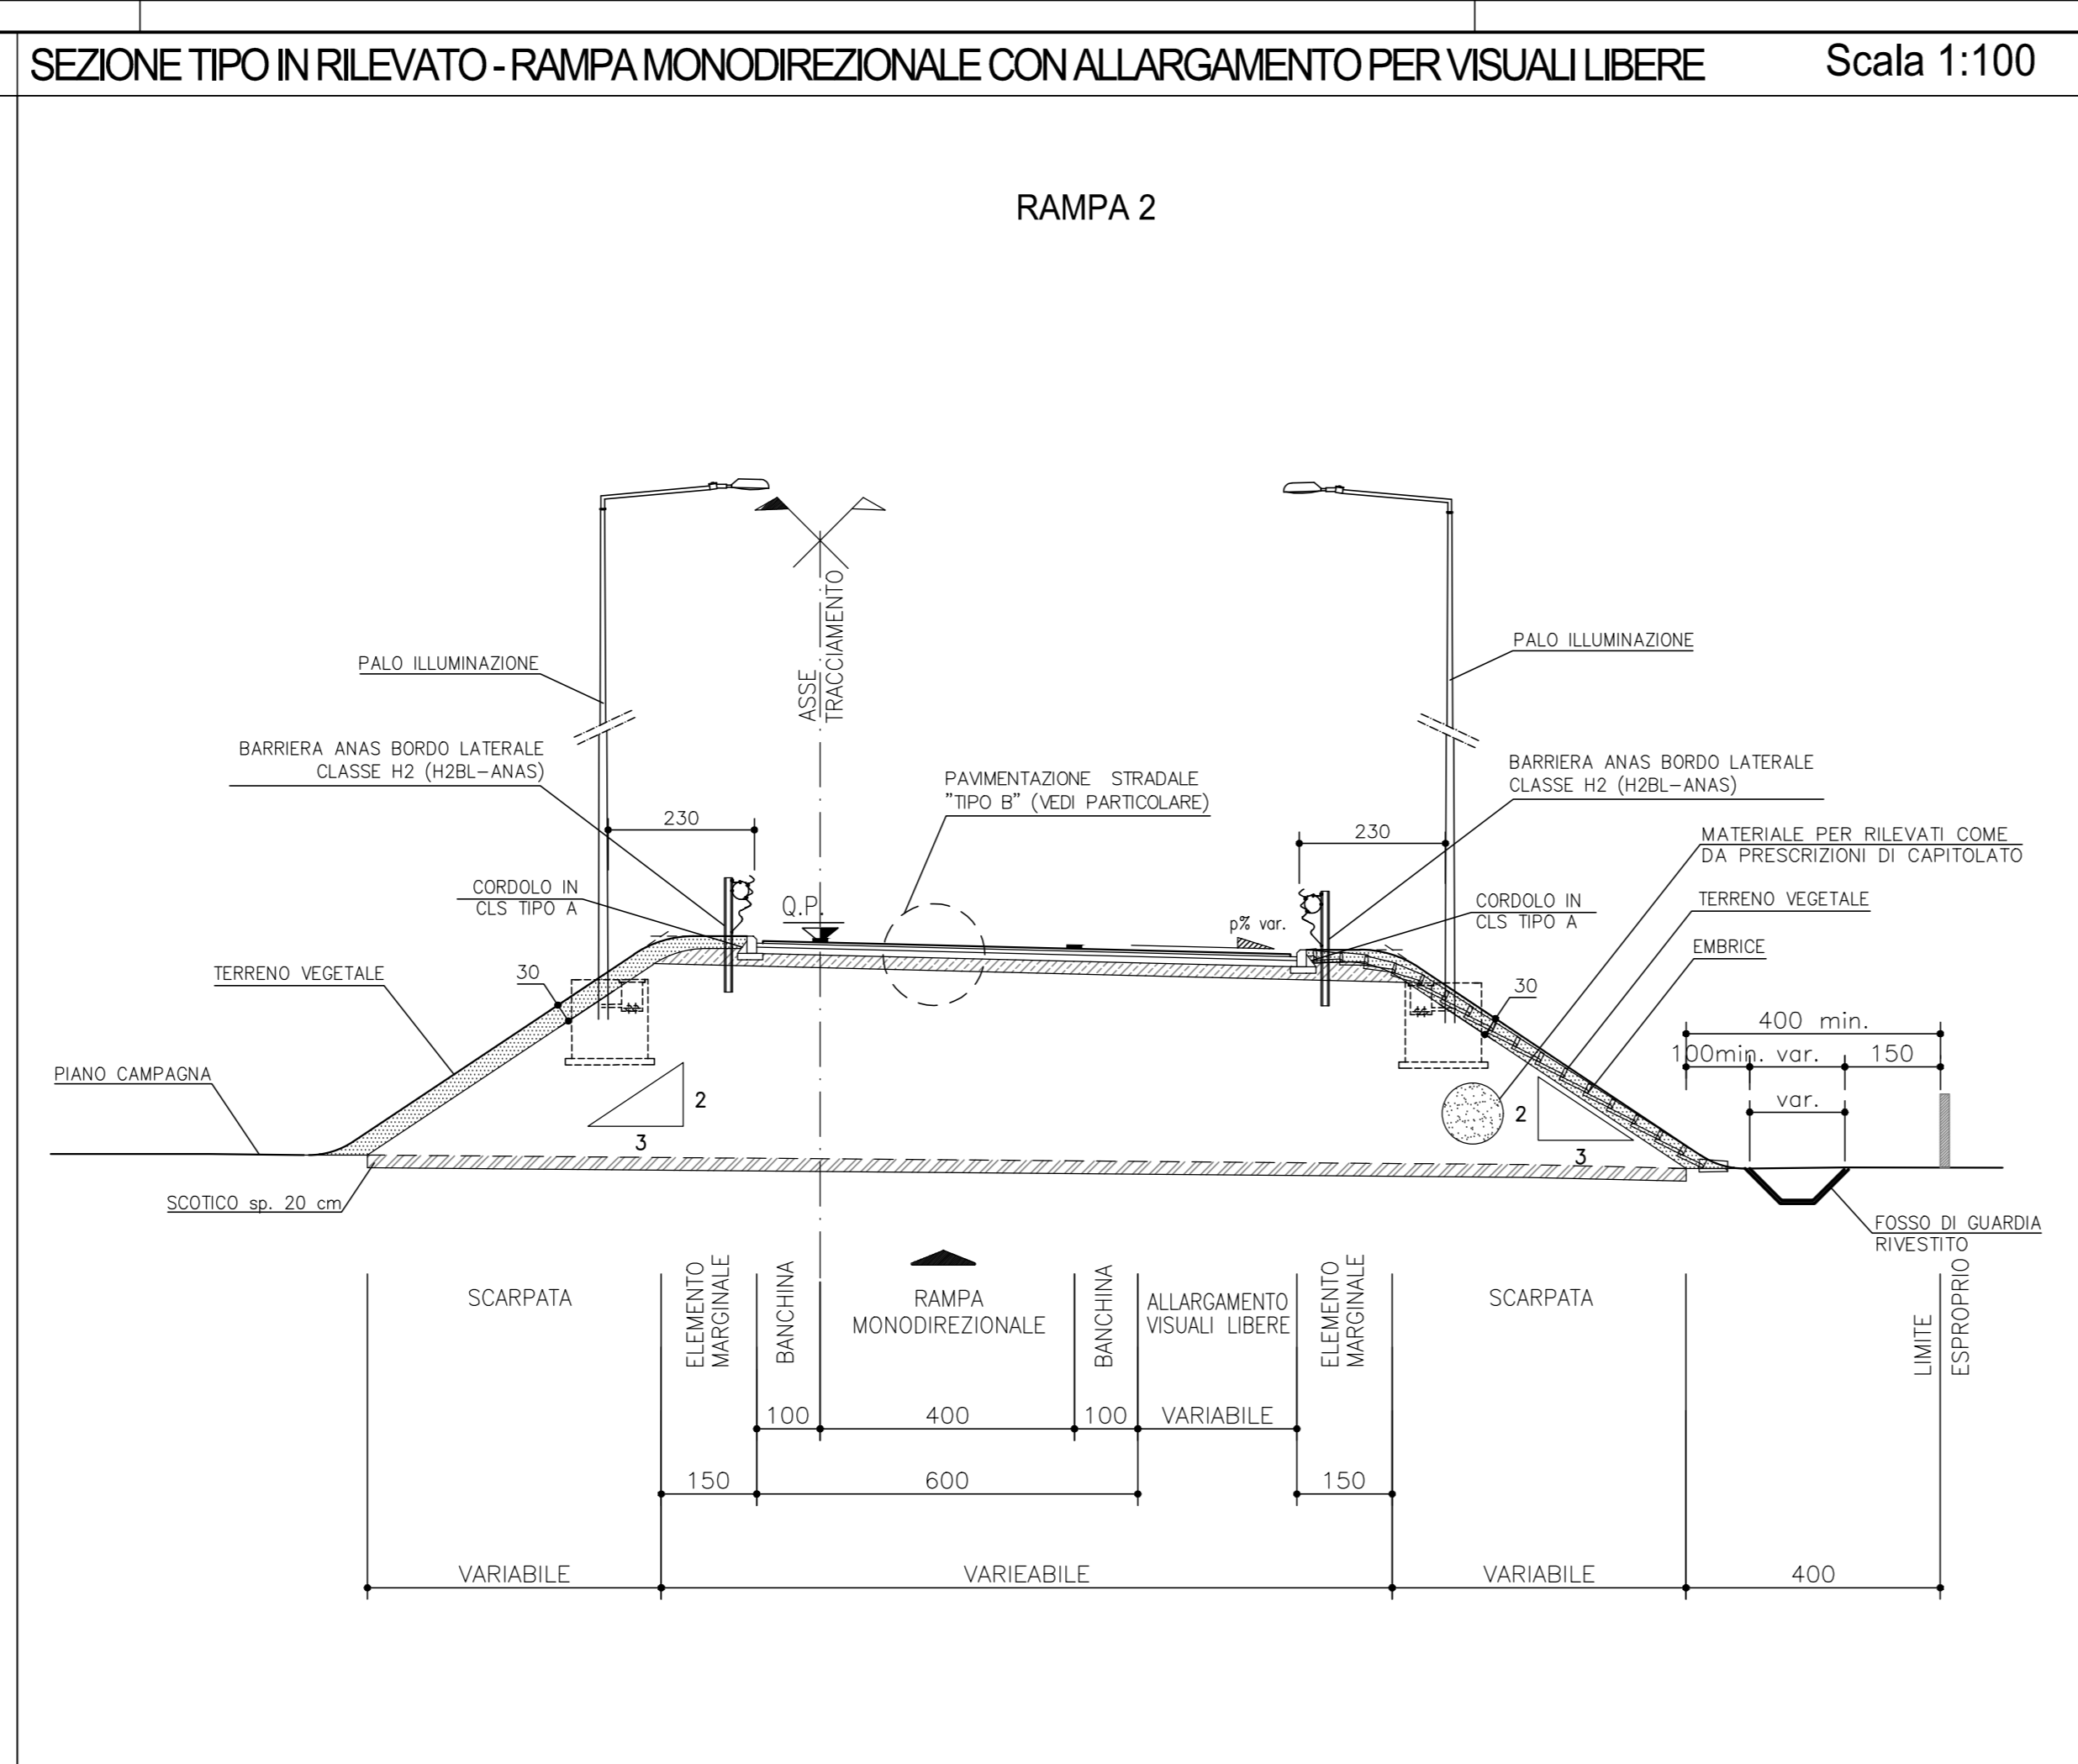 SEZIONE TIPO IN RILEVATO - RAMPA MONODIREZIONALE CON ALLARGAMENTO PER VISUALI LIBERE
Scala 1:100
RAMPA 2
ASSE
TRACCIAMENTO
PALO ILLUMINAZIONE
PALO ILLUMINAZIONE
BARRIERA ANAS BORDO LATERALE
CLASSE H2 (H2BL-ANAS)
PAVIMENTAZIONE STRADALE
"TIPO B" (VEDI PARTICOLARE)
BARRIERA ANAS BORDO LATERALE
CLASSE H2 (H2BL-ANAS)
230
230
MATERIALE PER RILEVATI COME
DA PRESCRIZIONI DI CAPITOLATO
CORDOLO IN
CLS TIPO A
Q.P.
p% var.
CORDOLO IN
CLS TIPO A
TERRENO VEGETALE
EMBRICE
TERRENO VEGETALE
30
30
400 min.
100min.
var.
150
var.
PIANO CAMPAGNA
2
3
2
3
SCOTICO sp. 20 cm
FOSSO DI GUARDIA
RIVESTITO
SCARPATA
ELEMENTO
MARGINALE
BANCHINA
RAMPA
MONODIREZIONALE
BANCHINA
ALLARGAMENTO
VISUALI LIBERE
ELEMENTO
MARGINALE
SCARPATA
LIMITE
ESPROPRIO
100
400
100
VARIABILE
150
600
150
VARIABILE
VARIEABILE
VARIABILE
400